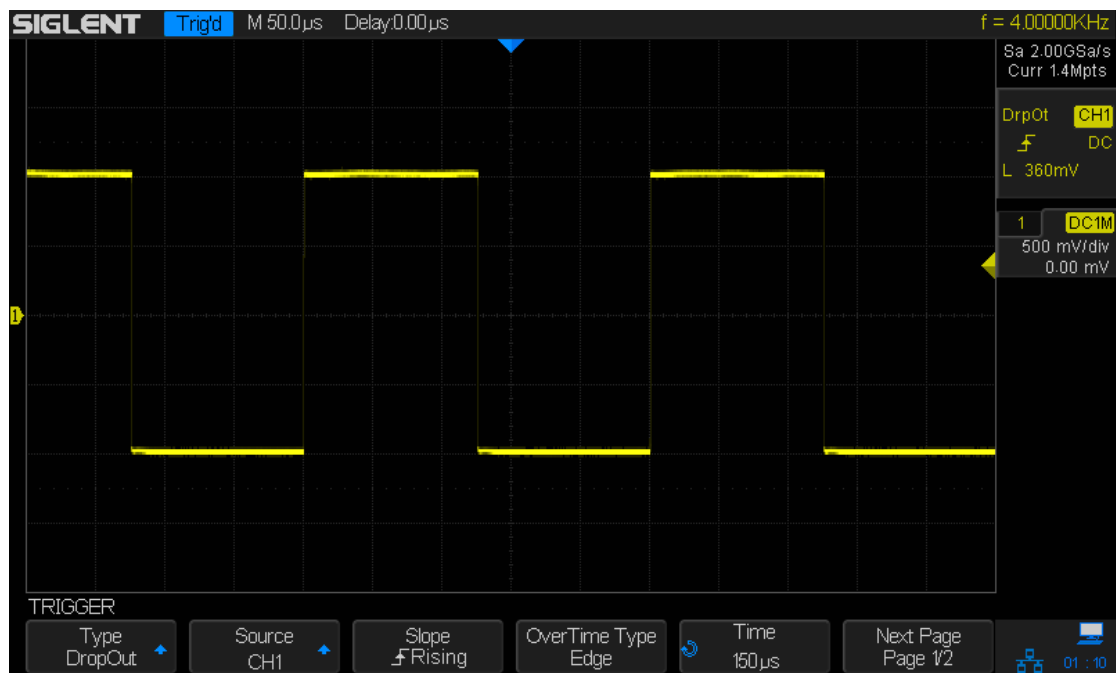 SIGLENT Trig'd M 50.0µs Delay:0.00µs f = 4.00000KHz
Sa 2.00GSa/s
Curr 1.4Mpts
DrpOt CH1
DC
L 360mV
1 DC1M
500 mV/div
0.00 mV
1
TRIGGER
Type
DropOut
Source
CH1
Slope
Rising
OverTime Type
Edge
Time
150µs
Next Page
Page 1/2
01 : 10